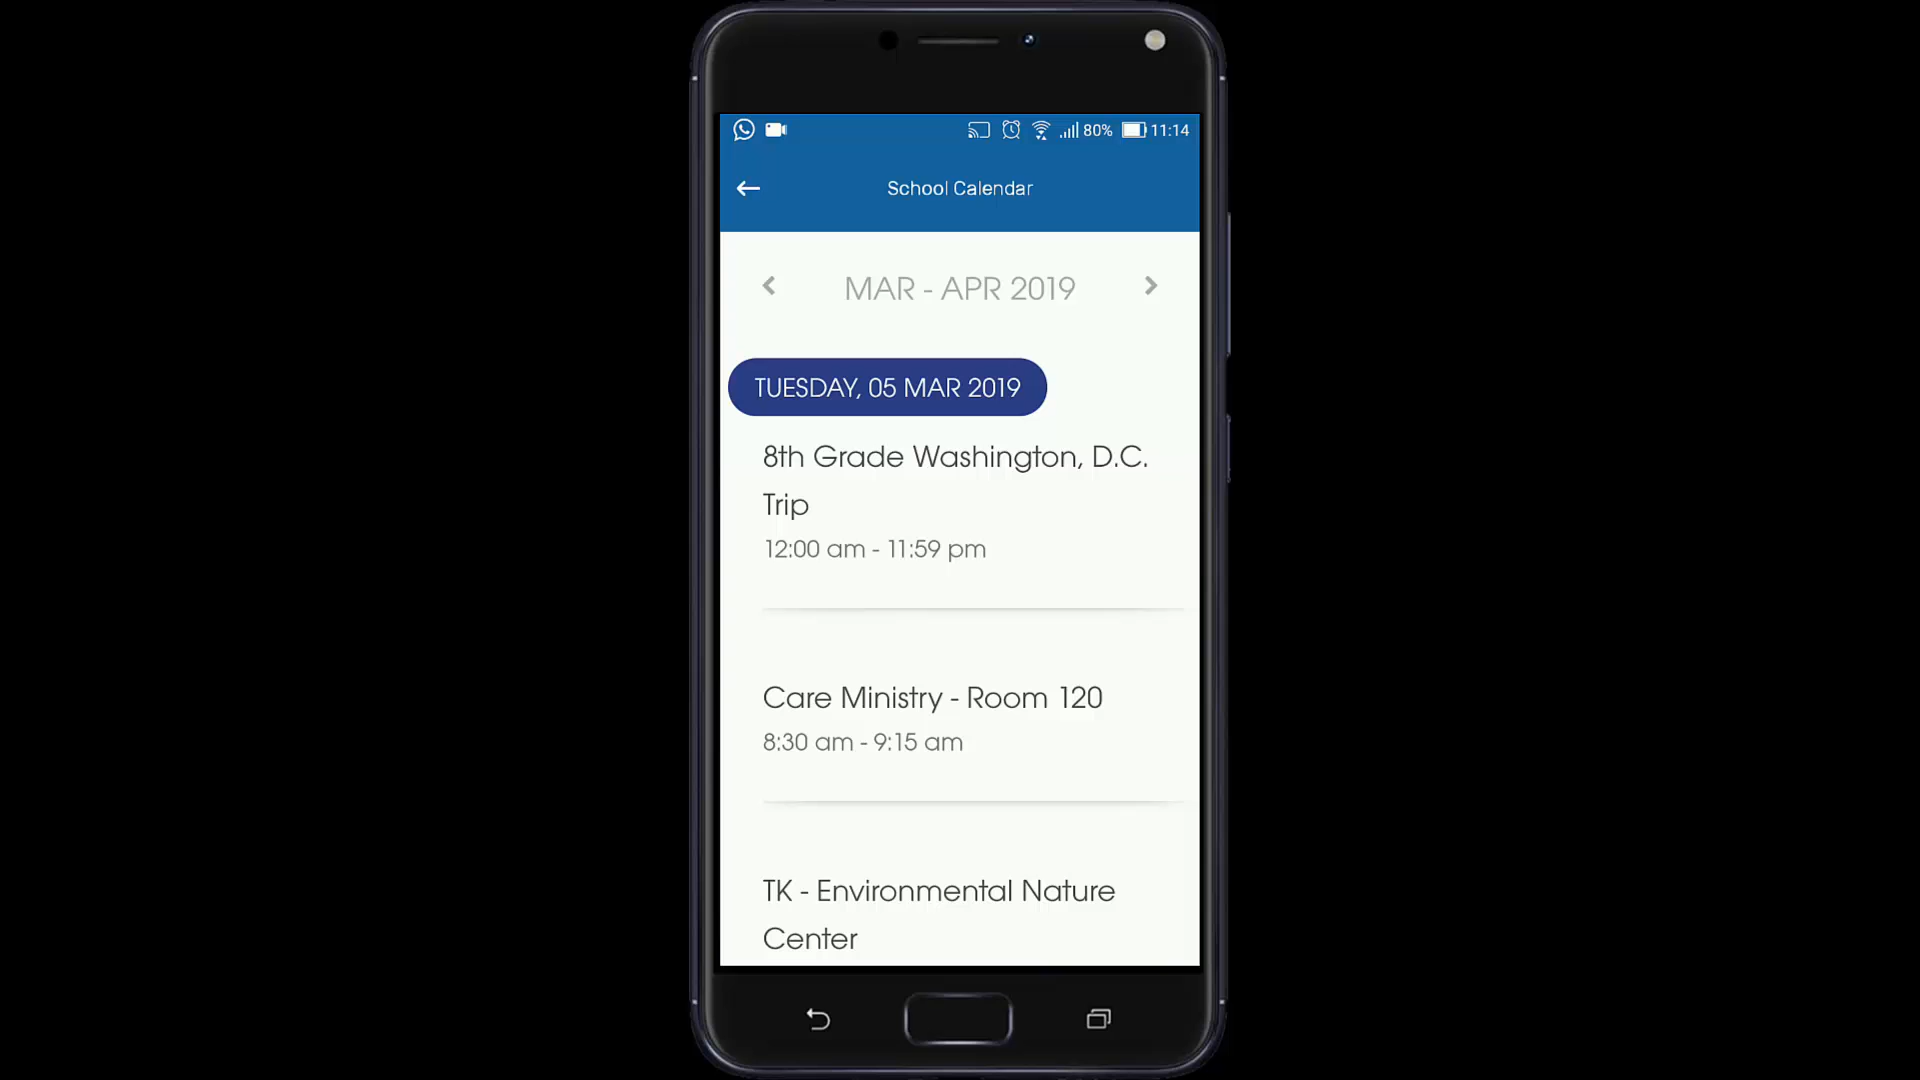 80% 11:14
School Calendar
MAR - APR 2019
TUESDAY, 05 MAR 2019
8th Grade Washington, D.C.
Trip
12:00 am - 11:59 pm
Care Ministry - Room 120
8:30 am - 9:15 am
TK - Environmental Nature
Center